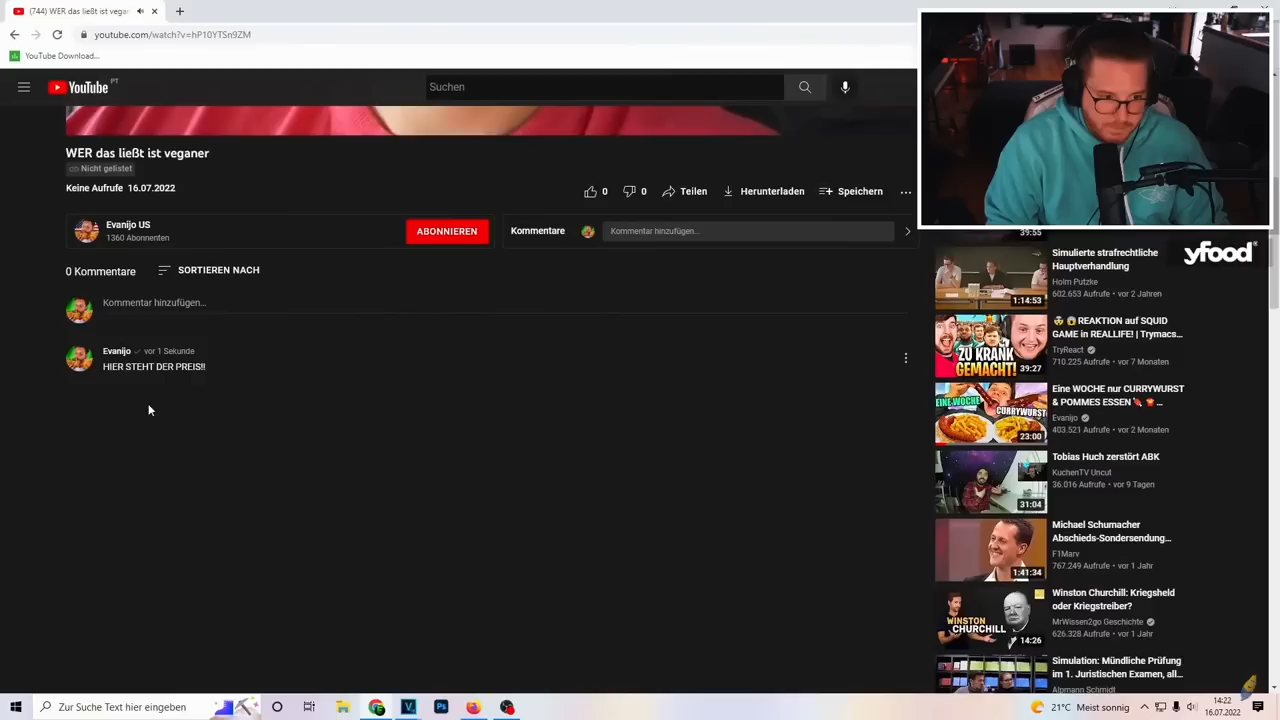 (744) WER das ließt ist vegan
youtube.com/watch?v=hP10YTSn9ZM
YouTube Download...
YouTube PT
Suchen
WER das ließt ist veganer
Nicht gelistet
Keine Aufrufe 16.07.2022
0 0 Teilen Herunterladen Speichern ...
Evanijo US
1360 Abonnenten
ABONNIEREN
Kommentare Kommentar hinzufügen...
0 Kommentare SORTIEREN NACH
Kommentar hinzufügen...
Evanijo vor 1 Sekunde
HIER STEHT DER PREIS!!
39:55
yfood
Simulierte strafrechtliche
Hauptverhandlung
Holm Putzke
602.653 Aufrufe • vor 2 Jahren
1:14:53
REAKTION auf SQUID
GAME in REALLIFE! | Trymacs...
TryReact
710.225 Aufrufe • vor 7 Monaten
ZU KRANK
GEMACHT!
39:27
Eine WOCHE nur CURRYWURST
& POMMES ESSEN ...
Evanijo
403.521 Aufrufe • vor 2 Monaten
EINE WOCHE
CURRYWURST
23:00
Tobias Huch zerstört ABK
KuchenTV Uncut
36.016 Aufrufe • vor 9 Tagen
31:04
Michael Schumacher
Abschieds-Sondersendung...
F1Marv
767.249 Aufrufe • vor 1 Jahr
1:41:34
Winston Churchill: Kriegsheld
oder Kriegstreiber?
MrWissen2go Geschichte
626.328 Aufrufe • vor 1 Jahr
WINSTON
CHURCHILL
14:26
Simulation: Mündliche Prüfung
im 1. Juristischen Examen, all...
Alpmann Schmidt
Zur Suche Text hier eingeben
21°C Meist sonnig
14:22
16.07.2022